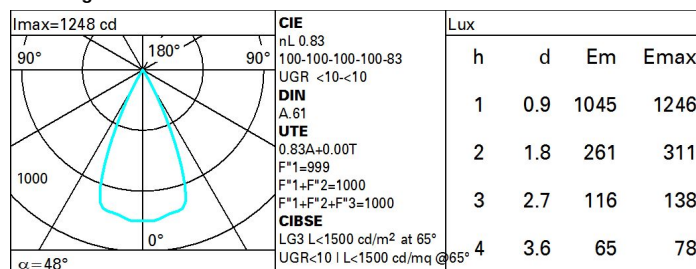 Imax=1248 cd
90° 180° 90°
1000
0°
α=48°
CIE
nL 0.83
100-100-100-100-83
UGR <10-<10
DIN
A.61
UTE
0.83A+0.00T
F"1=999
F"1+F"2=1000
F"1+F"2+F"3=1000
CIBSE
LG3 L<1500 cd/m² at 65°
UGR<10 | L<1500 cd/mq @65°
Lux
h d Em Emax
1 0.9 1045 1246
2 1.8 261 311
3 2.7 116 138
4 3.6 65 78